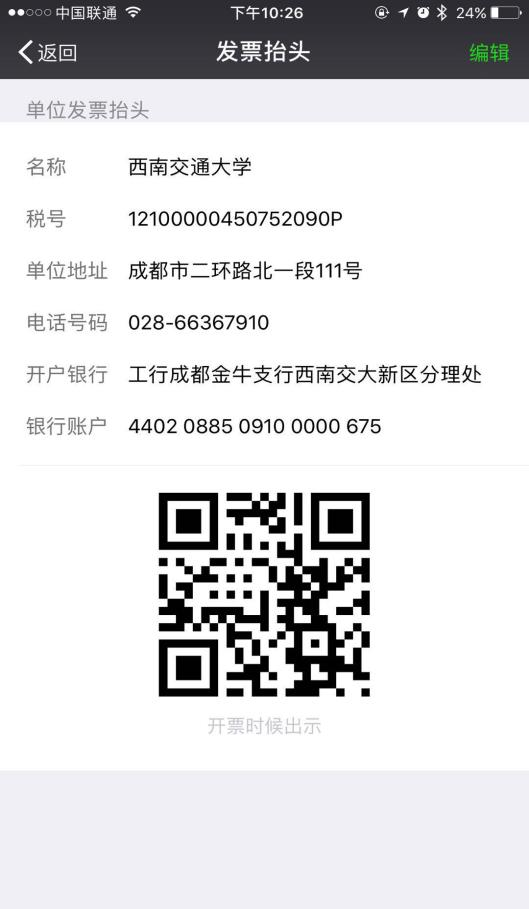 中国联通 下午10:26 24%
返回 发票抬头 编辑
单位发票抬头
名称 西南交通大学
税号 12100000450752090P
单位地址 成都市二环路北一段111号
电话号码 028-66367910
开户银行 工行成都金牛支行西南交大新区分理处
银行账户 4402 0885 0910 0000 675
开票时候出示